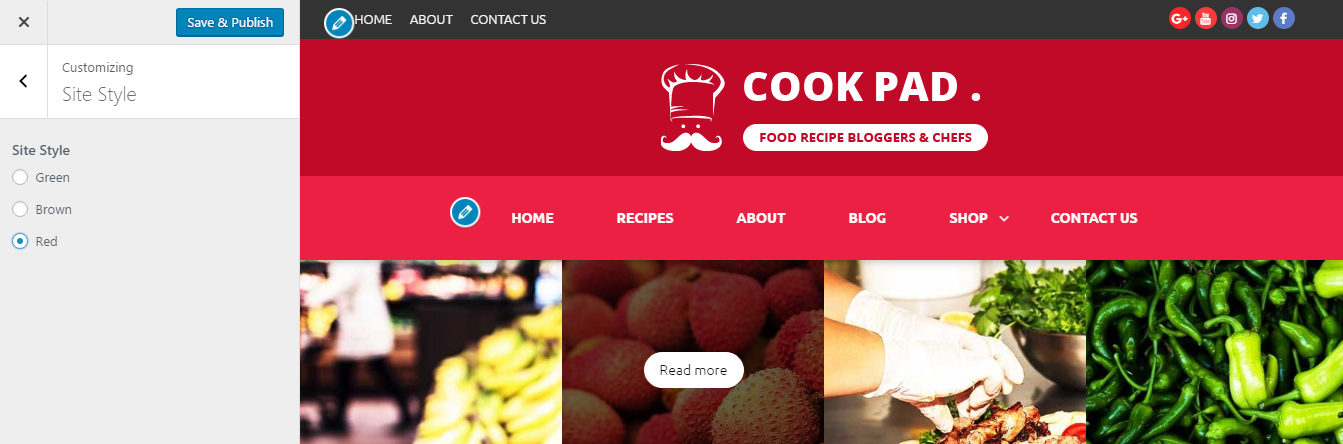 Save & Publish
Customizing
Site Style
Site Style
Green
Brown
Red
HOME ABOUT CONTACT US
COOK PAD .
FOOD RECIPE BLOGGERS & CHEFS
HOME RECIPES ABOUT BLOG SHOP CONTACT US
Read more